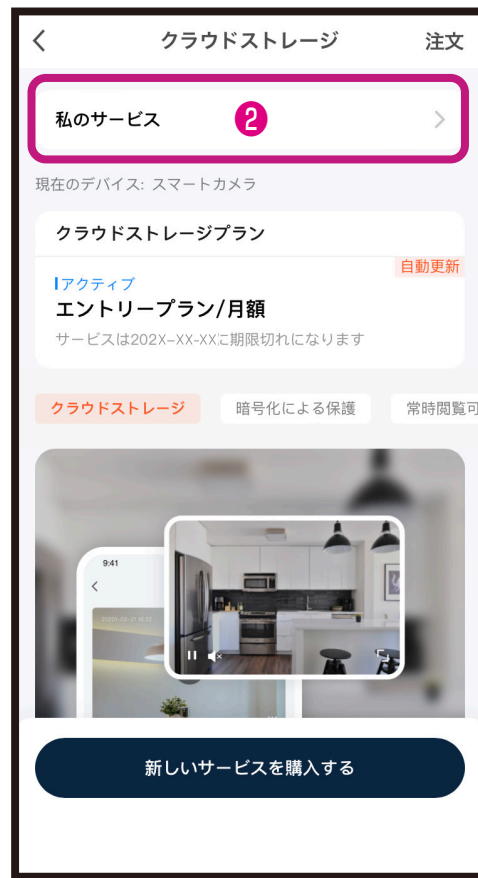 クラウドストレージ 注文
私のサービス ❷
現在のデバイス: スマートカメラ
クラウドストレージプラン
自動更新
アクティブ
エントリープラン/月額
サービスは202X-XX-XXに期限切れになります
クラウドストレージ 暗号化による保護 常時閲覧可
9:41
新しいサービスを購入する